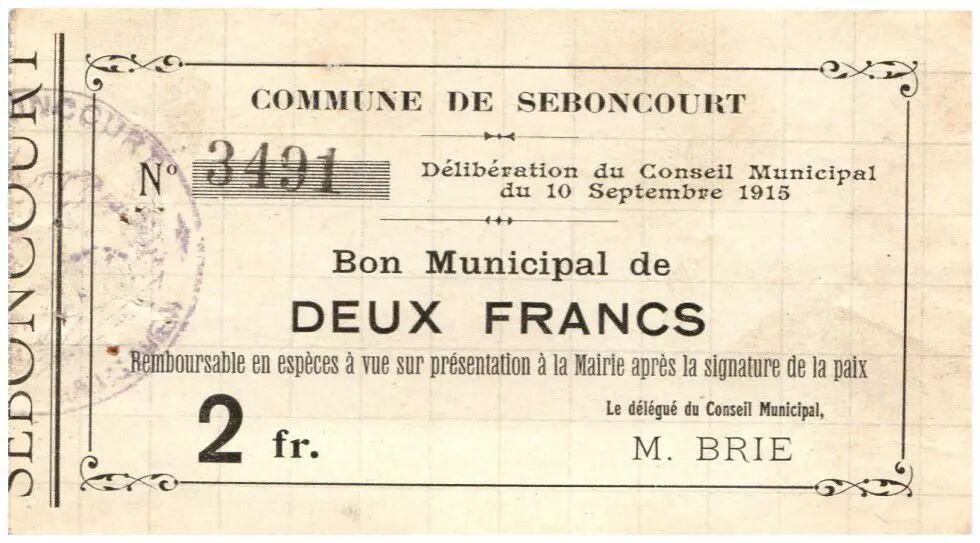 SEBONCOURT
COMMUNE DE SEBONCOURT
Nº 3491
Délibération du Conseil Municipal
du 10 Septembre 1915
Bon Municipal de
DEUX FRANCS
Remboursable en espèces à vue sur présentation à la Mairie après la signature de la paix
2 fr.
Le délégué du Conseil Municipal,
M. BRIE